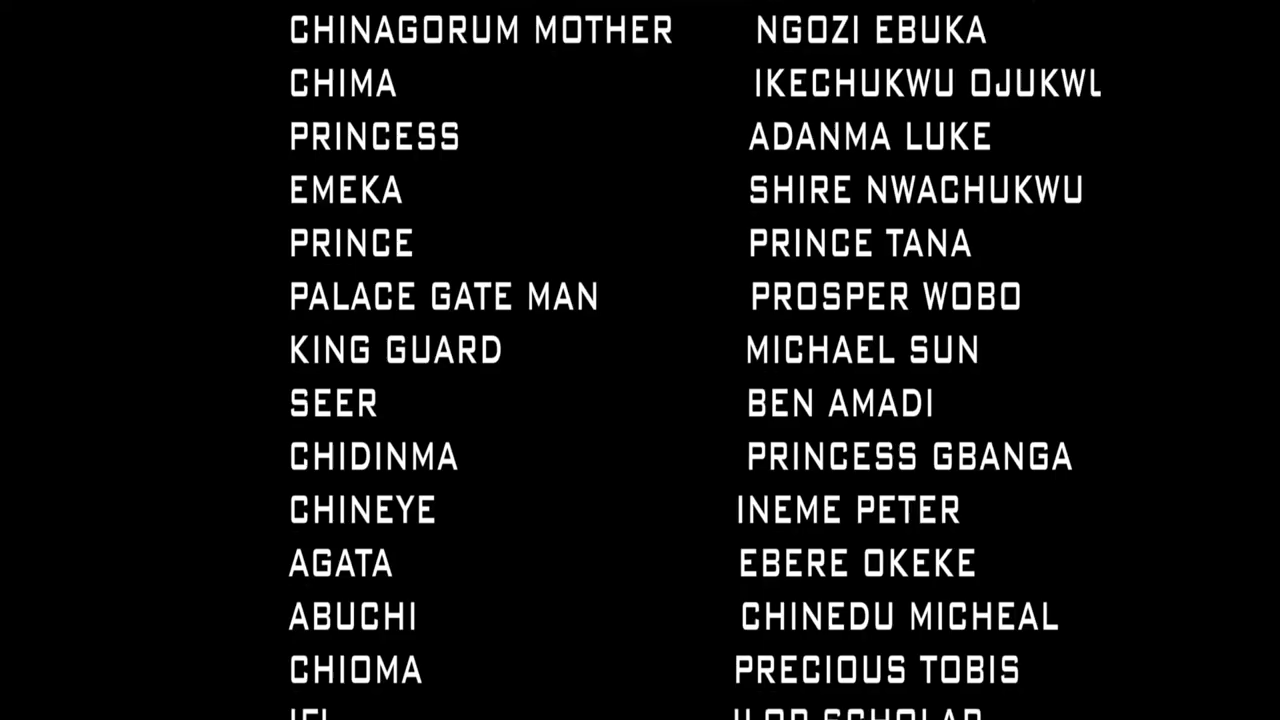 CHINAGORUM MOTHER NGOZI EBUKA
CHIMA IKECHUKWU
PRINCESS ADANMA LUKE
EMEKA SHIRE NWACHUKWU
PRINCE PRINCE TANA
PALACE GATE MAN PROSPER WOBO
KING GUARD MICHAEL SUN
SEER BEN AMADI
CHIDINMA PRINCESS GBANGA
CHINEYE INEME PETER
AGATA EBERE OKEKE
ABUCHI CHINEDU MICHEAL
CHIOMA PRECIOUS TOBIS
SCHOLAR